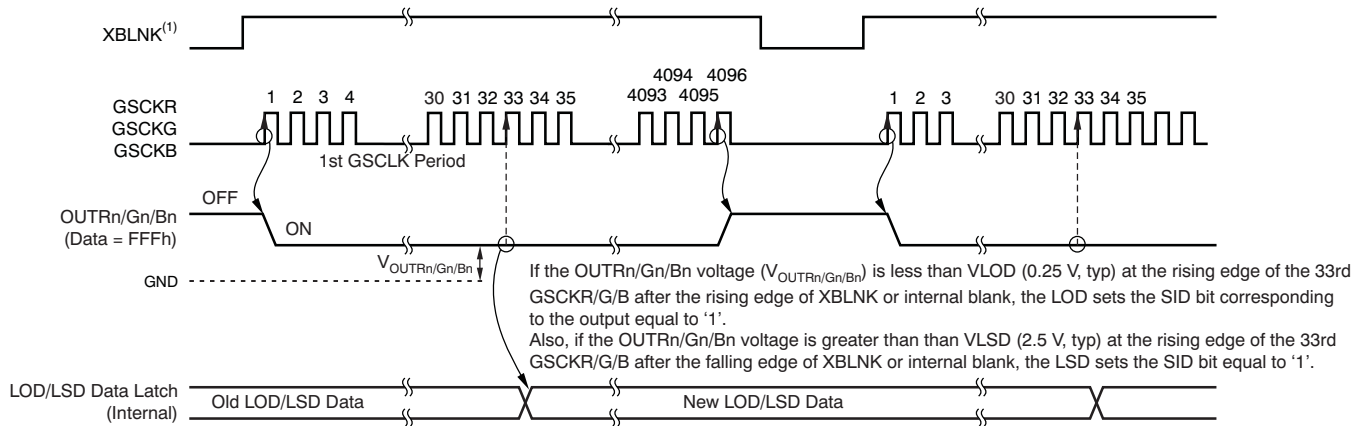 XBLNK(1)
4094 4096
1 2 3 4 30 31 32 33 34 35 4093 4095 1 2 3 30 31 32 33 34 35
GSCKR
GSCKG
GSCKB
1st GSCLK Period
OFF
OUTRn/Gn/Bn
(Data = FFFh)
ON
VOUTRn/Gn/Bn
GND
If the OUTRn/Gn/Bn voltage (VOUTRn/Gn/Bn) is less than VLOD (0.25 V, typ) at the rising edge of the 33rd
GSCKR/G/B after the rising edge of XBLNK or internal blank, the LOD sets the SID bit corresponding
to the output equal to ‘1’.
Also, if the OUTRn/Gn/Bn voltage is greater than than VLSD (2.5 V, typ) at the rising edge of the 33rd
GSCKR/G/B after the falling edge of XBLNK or internal blank, the LSD sets the SID bit equal to ‘1’.
LOD/LSD Data Latch
(Internal)
Old LOD/LSD Data
New LOD/LSD Data